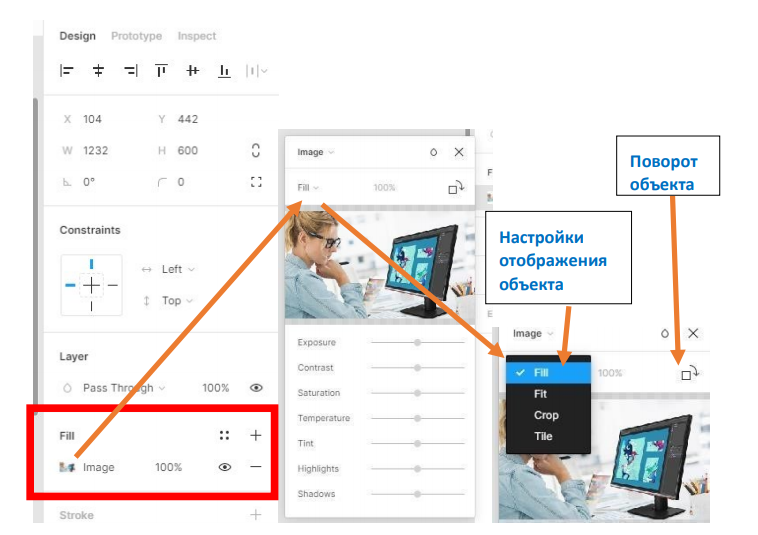 Design Prototype Inspect
X 104 Y 442
W 1232 H 600
0° 0
Constraints
Left
Top
Layer
Pass Through 100%
Fill
Image 100%
Stroke
Image
Fill 100%
Exposure
Contrast
Saturation
Temperature
Tint
Highlights
Shadows
Настройки
отображения
объекта
Поворот
объекта
Image
Fill 100%
Fit
Crop
Tile